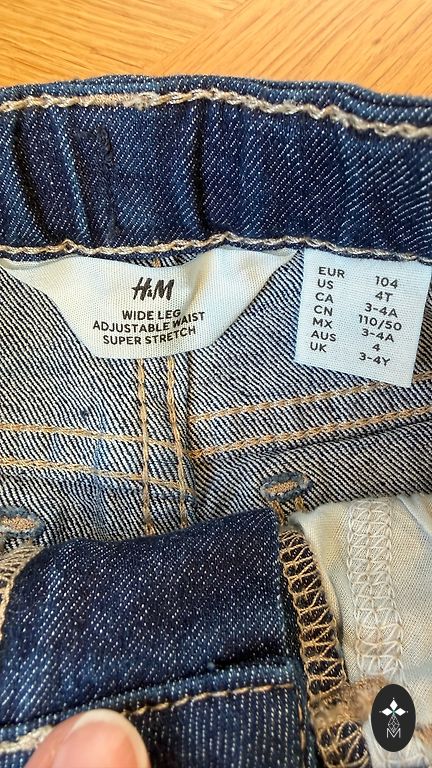 H&M
WIDE LEG
ADJUSTABLE WAIST
SUPER STRETCH
EUR 104
US 4T
CA 3-4A
CN 110/50
MX 3-4A
AUS 4
UK 3-4Y
M